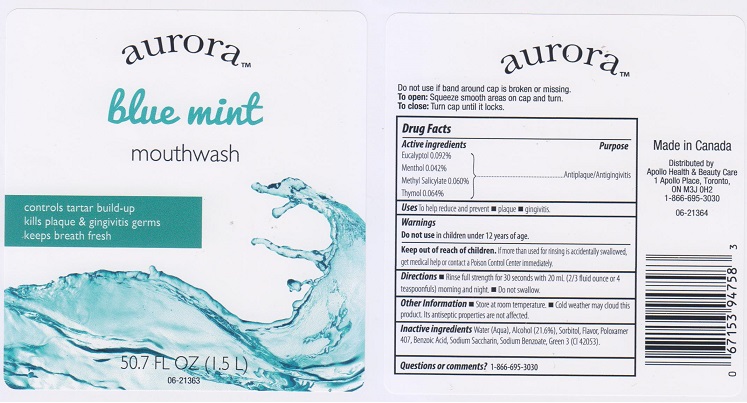 aurora™
blue mint
mouthwash
controls tartar build-up
kills plaque & gingivitis germs
keeps breath fresh
50.7 FL OZ (1.5 L)
06-21363
aurora™
Do not use if band around cap is broken or missing.
To open: Squeeze smooth areas on cap and turn.
To close: Turn cap until it locks.
Drug Facts
Active ingredients Purpose
Eucalyptol 0.092%
Menthol 0.042%
Methyl Salicylate 0.060%
Thymol 0.064%
Antiplaque/Antigingivitis
Uses To help reduce and prevent ■ plaque ■ gingivitis.
Warnings
Do not use in children under 12 years of age.
Keep out of reach of children. If more than used for rinsing is accidentally swallowed,
get medical help or contact a Poison Control Center immediately.
Directions ■ Rinse full strength for 30 seconds with 20 mL (2/3 fluid ounce or 4
teaspoonfuls) morning and night. ■ Do not swallow.
Other Information ■ Store at room temperature. ■ Cold weather may cloud this
product. Its antiseptic properties are not affected.
Inactive ingredients Water (Aqua), Alcohol (21.6%), Sorbitol, Flavor, Poloxamer
407, Benzoic Acid, Sodium Saccharin, Sodium Benzoate, Green 3 (CI 42053).
Questions or comments? 1-866-695-3030
Made in Canada
Distributed by
Apollo Health & Beauty Care
1 Apollo Place, Toronto,
ON M3J 0H2
1-866-695-3030
06-21364
0 67153 94758 3